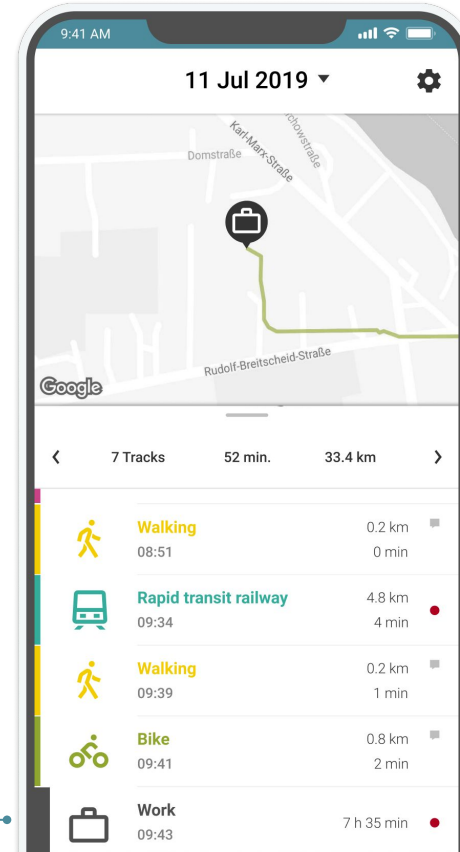 9:41 AM
11 Jul 2019
Karl-Marx-Straße
Domstraße
Rudolf-Breitscheid-Straße
Google
7 Tracks 52 min. 33.4 km
Walking 0.2 km
08:51 0 min
Rapid transit railway 4.8 km
09:34 4 min
Walking 0.2 km
09:39 1 min
Bike 0.8 km
09:41 2 min
Work
09:43 7 h 35 min